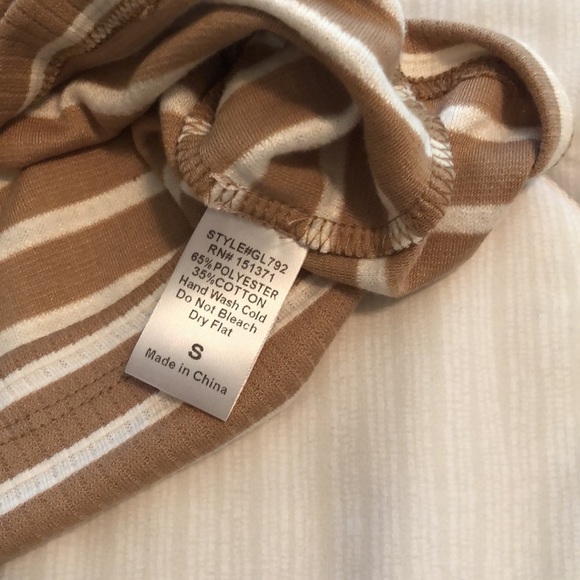 STYLE#GL792
RN# 151371
65%POLYESTER
35%COTTON
Hand Wash Cold
Do Not Bleach
Dry Flat
S
Made in China